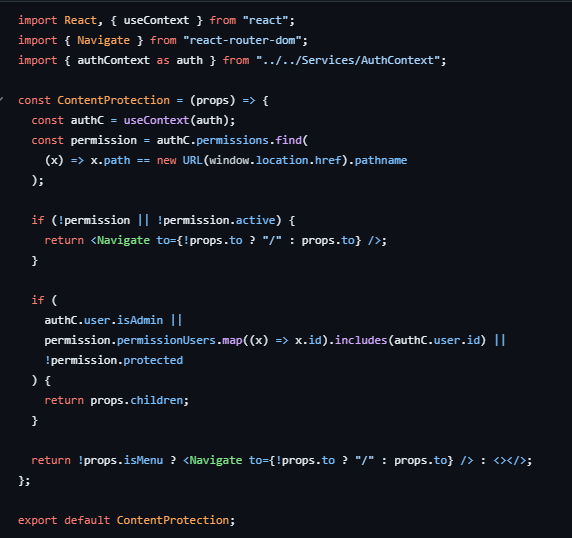 import React, { useContext } from "react";
import { Navigate } from "react-router-dom";
import { authContext as auth } from "../../Services/AuthContext";

const ContentProtection = (props) => {
  const authC = useContext(auth);
  const permission = authC.permissions.find(
    (x) => x.path == new URL(window.location.href).pathname
  );

  if (!permission || !permission.active) {
    return <Navigate to={!props.to ? "/" : props.to} />;
  }

  if (
    authC.user.isAdmin ||
    permission.permissionUsers.map((x) => x.id).includes(authC.user.id) ||
    !permission.protected
  ) {
    return props.children;
  }

  return !props.isMenu ? <Navigate to={!props.to ? "/" : props.to} /> : <></>;
};

export default ContentProtection;